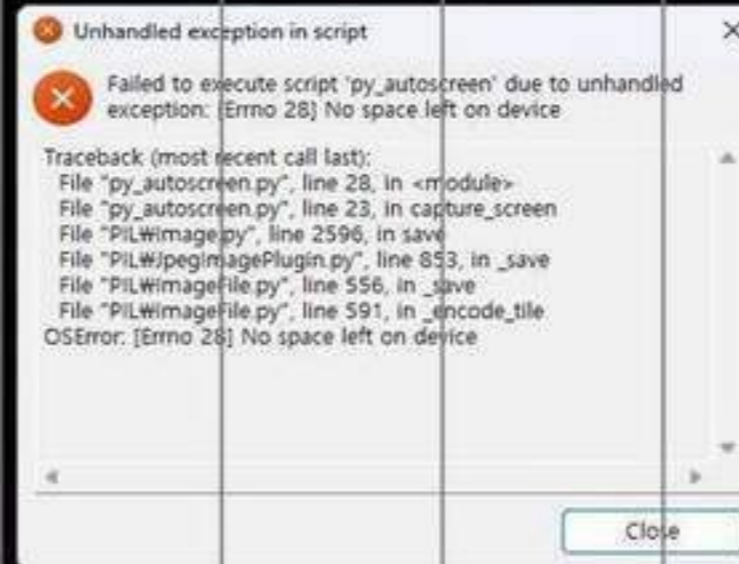 Unhandled exception in script
Failed to execute script 'py_autoscreen' due to unhandled
exception: [Errno 28] No space left on device
Traceback (most recent call last):
File "py_autoscreen.py", line 28, in <module>
File "py_autoscreen.py", line 23, in capture_screen
File "PIL₩Image.py", line 2596, in save
File "PIL₩JpegImagePlugin.py", line 853, in _save
File "PIL₩ImageFile.py", line 556, in _save
File "PIL₩ImageFile.py", line 591, in _encode_tile
OSError: [Errno 28] No space left on device
Close